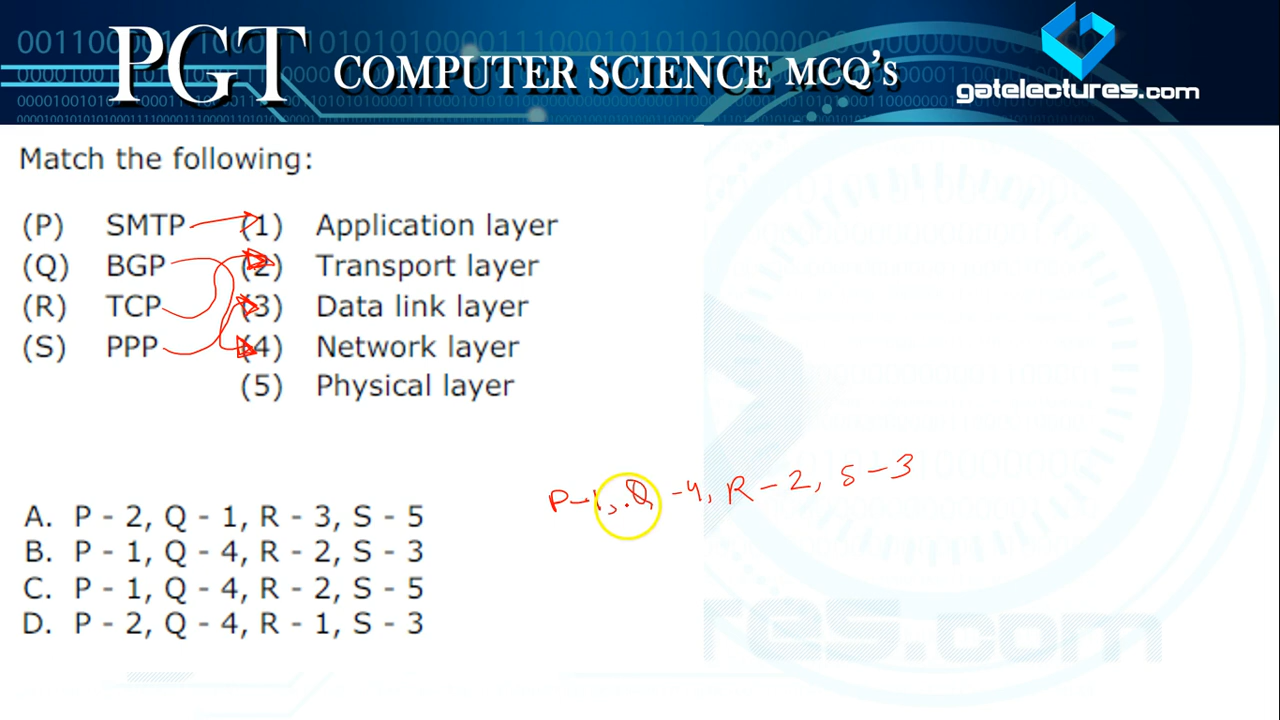 PGT COMPUTER SCIENCE MCQ'S
gatelectures.com
Match the following:
(P) SMTP (1) Application layer
(Q) BGP (2) Transport layer
(R) TCP (3) Data link layer
(S) PPP (4) Network layer
(5) Physical layer
P-1, Q, -4, R-2, S-3
A. P - 2, Q - 1, R - 3, S - 5
B. P - 1, Q - 4, R - 2, S - 3
C. P - 1, Q - 4, R - 2, S - 5
D. P - 2, Q - 4, R - 1, S - 3
res.com